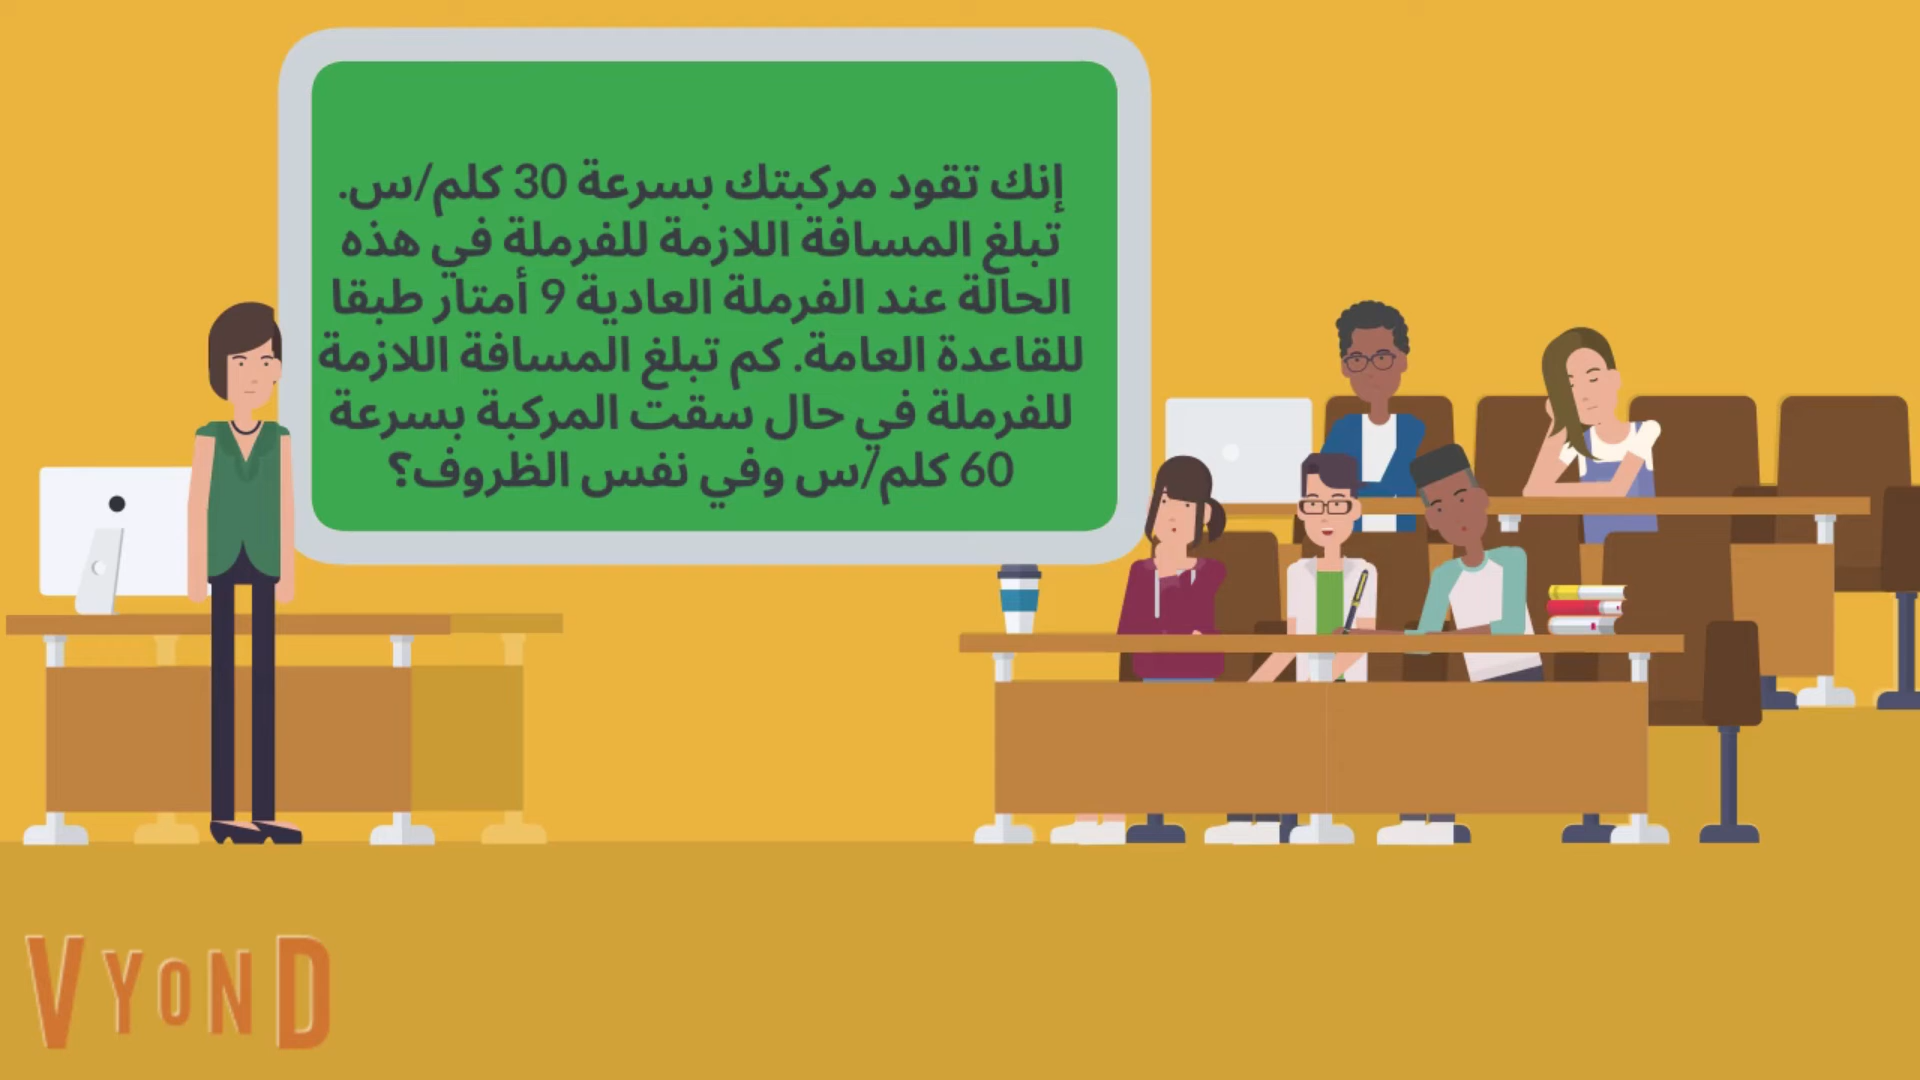 إنك تقود مركبتك بسرعة 30 كلم/س.
تبلغ المسافة اللازمة للفرملة في هذه
الحالة عند الفرملة العادية 9 أمتار طبقا
للقاعدة العامة. كم تبلغ المسافة اللازمة
للفرملة في حال سقت المركبة بسرعة
60 كلم/س وفي نفس الظروف؟
VYOND